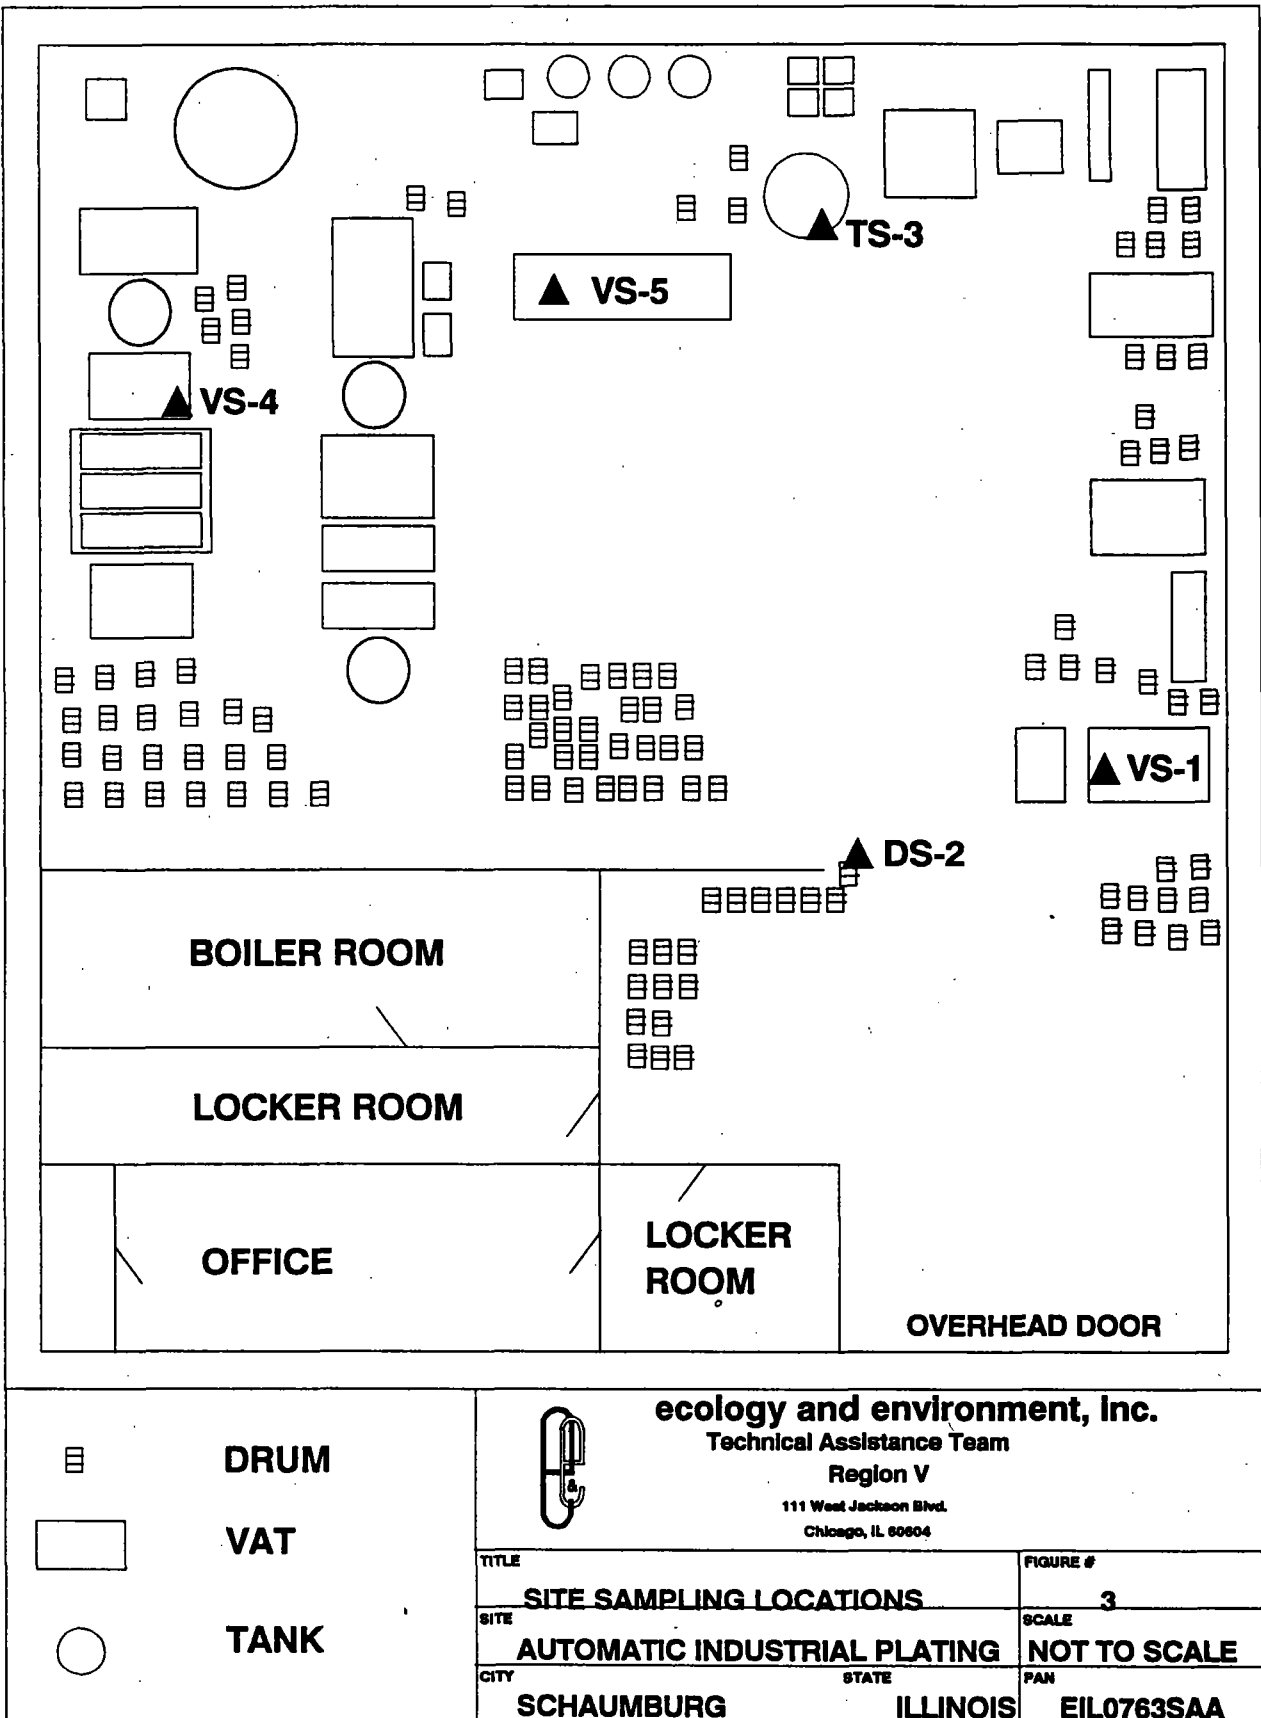 TS-3
VS-5
VS-4
VS-1
DS-2
BOILER ROOM
LOCKER ROOM
OFFICE
LOCKER
ROOM
OVERHEAD DOOR
DRUM
VAT
TANK
&
ecology and environment, inc.
Technical Assistance Team
Region V
111 West Jackson Blvd.
Chicago, IL 60604
TITLE
SITE SAMPLING LOCATIONS
FIGURE #
3
SITE
AUTOMATIC INDUSTRIAL PLATING
SCALE
NOT TO SCALE
CITY
SCHAUMBURG
STATE
ILLINOIS
PAN
EIL0763SAA